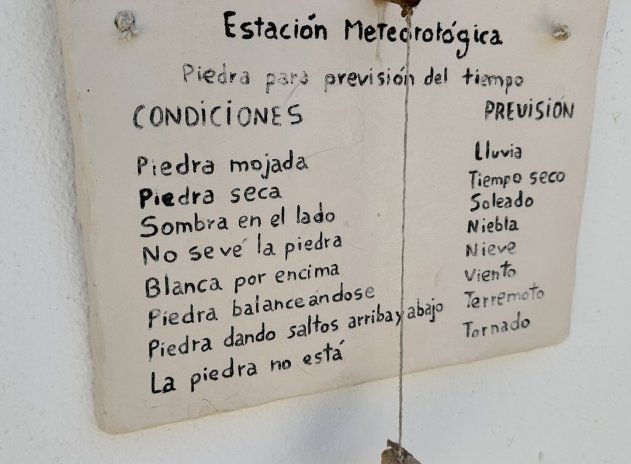 Estación Meteorológica
Piedra para previsión del tiempo
CONDICIONES PREVISIÓN
Piedra mojada Lluvia
Piedra seca Tiempo seco
Sombra en el lado Soleado
No se vé la piedra Niebla
Blanca por encima Nieve
Piedra balanceándose Viento
Piedra dando saltos arriba y abajo Terremoto
La piedra no está Tornado